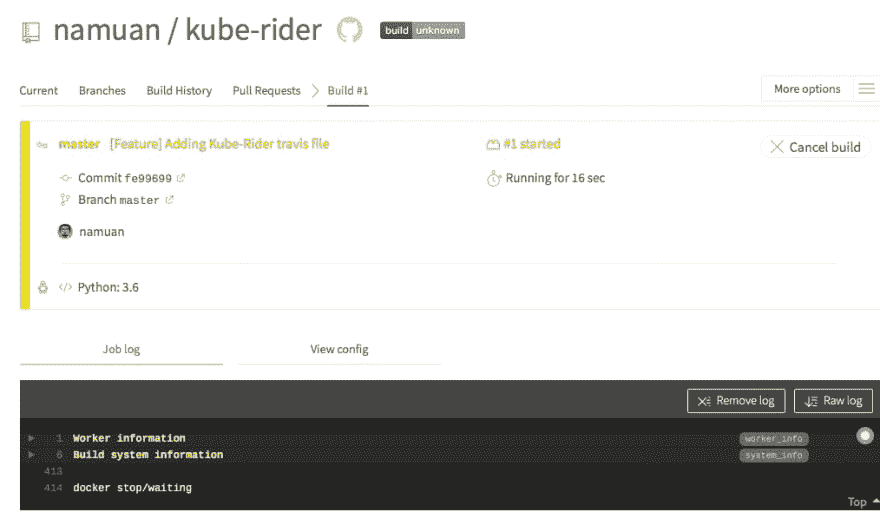 namuan / kube-rider build unknown
Current Branches Build History Pull Requests Build #1 More options
master [Feature] Adding Kube-Rider travis file #1 started Cancel build
Commit fe99699 Running for 16 sec
Branch master
namuan
</> Python: 3.6
Job log View config
Remove log Raw log
1 Worker information worker_info
6 Build system information system_info
413
414 docker stop/waiting
Top